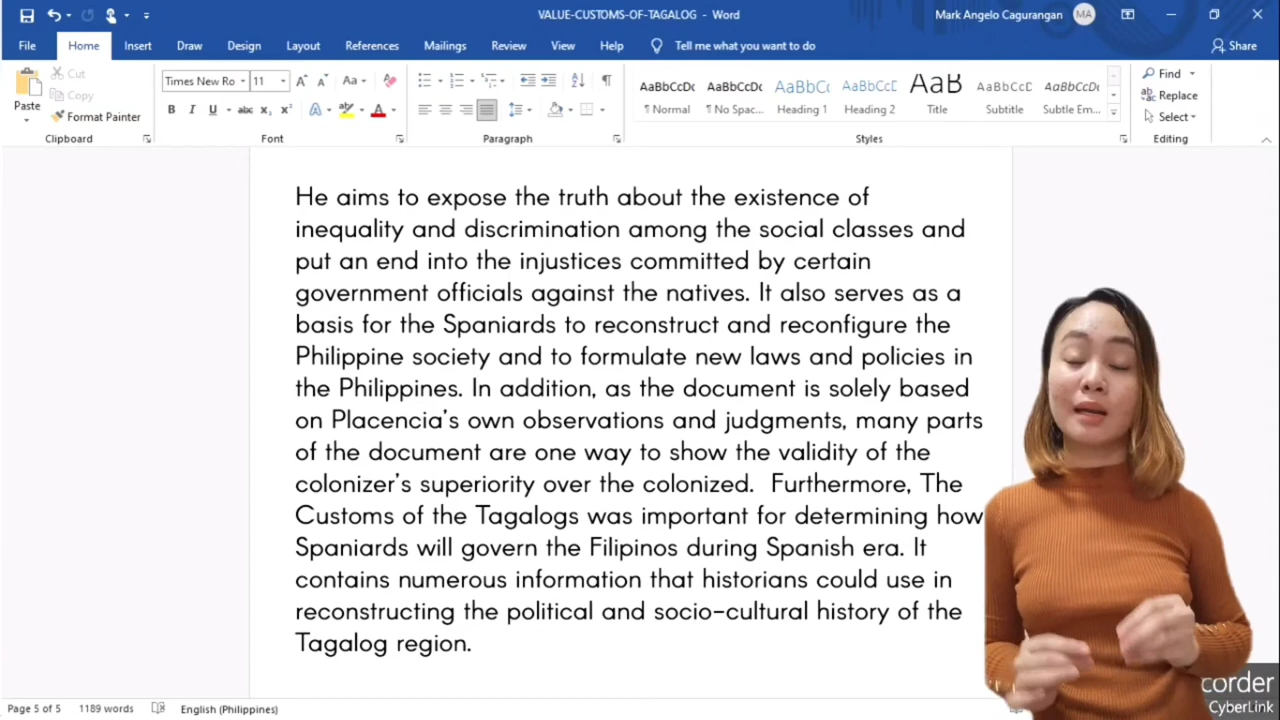 VALUE-CUSTOMS-OF-TAGALOG - Word
Mark Angelo Cagurangan MA
File Home Insert Draw Design Layout References Mailings Review View Help Tell me what you want to do Share
Paste
Cut
Copy
Format Painter
Clipboard
Times New Ro 11
Aa
B I U abc x₂ x² A A
Font
Paragraph
AaBbCcDc AaBbCcDc AaBbCc AaBbCcD AaB AaBbCcD AaBbCcDc
¶ Normal ¶ No Spac... Heading 1 Heading 2 Title Subtitle Subtle Em...
Styles
Find
Replace
Select
Editing
He aims to expose the truth about the existence of
inequality and discrimination among the social classes and
put an end into the injustices committed by certain
government officials against the natives. It also serves as a
basis for the Spaniards to reconstruct and reconfigure the
Philippine society and to formulate new laws and policies in
the Philippines. In addition, as the document is solely based
on Placencia's own observations and judgments, many parts
of the document are one way to show the validity of the
colonizer's superiority over the colonized.  Furthermore, The
Customs of the Tagalogs was important for determining how
Spaniards will govern the Filipinos during Spanish era. It
contains numerous information that historians could use in
reconstructing the political and socio-cultural history of the
Tagalog region.
corder
CyberLink
Page 5 of 5 1189 words English (Philippines)